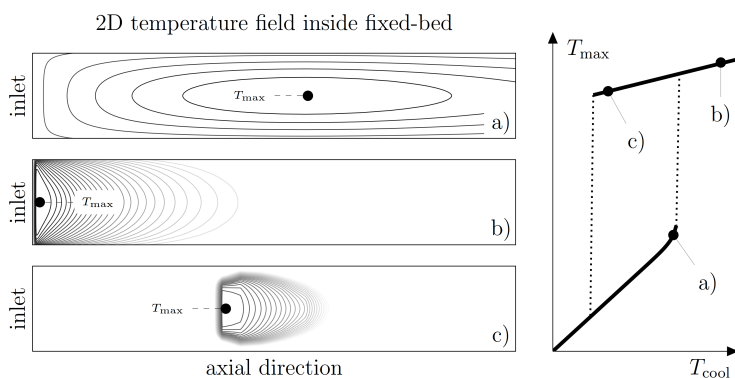 2D temperature field inside fixed-bed
inlet
T_max
a)
inlet
T_max
b)
inlet
T_max
c)
axial direction
T_max
b)
c)
a)
T_cool